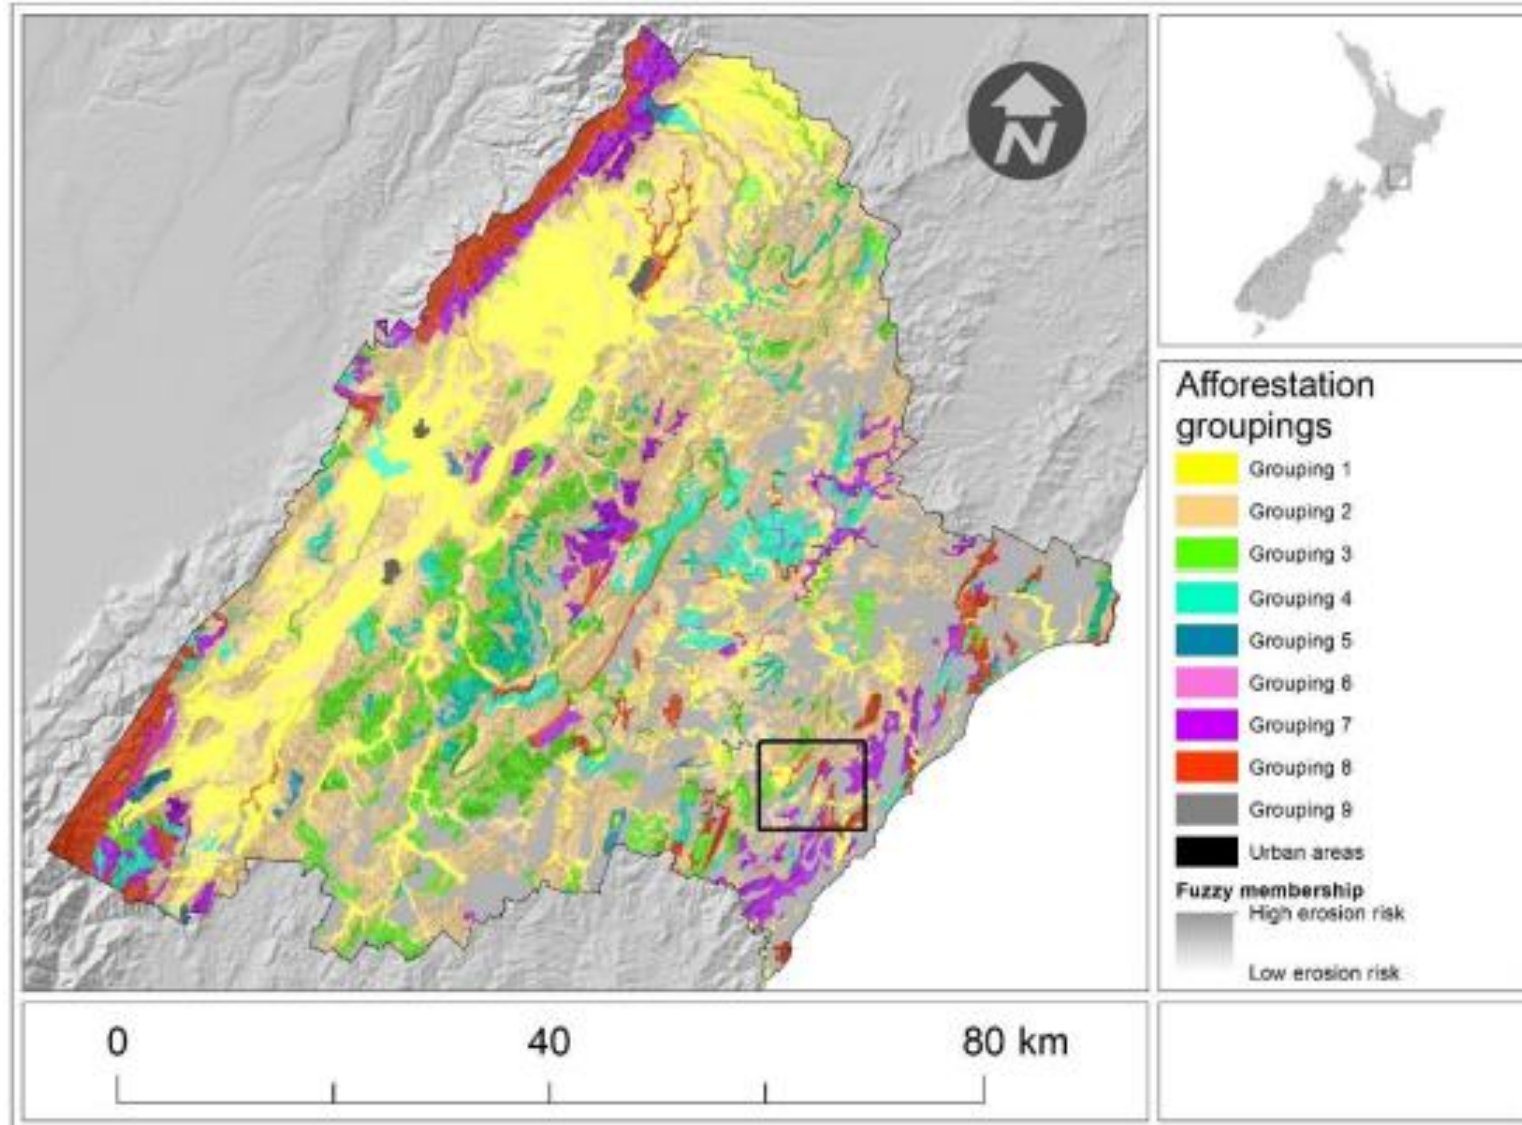 N
Afforestation
groupings
Grouping 1
Grouping 2
Grouping 3
Grouping 4
Grouping 5
Grouping 6
Grouping 7
Grouping 8
Grouping 9
Urban areas
Fuzzy membership
High erosion risk
Low erosion risk
0 40 80 km